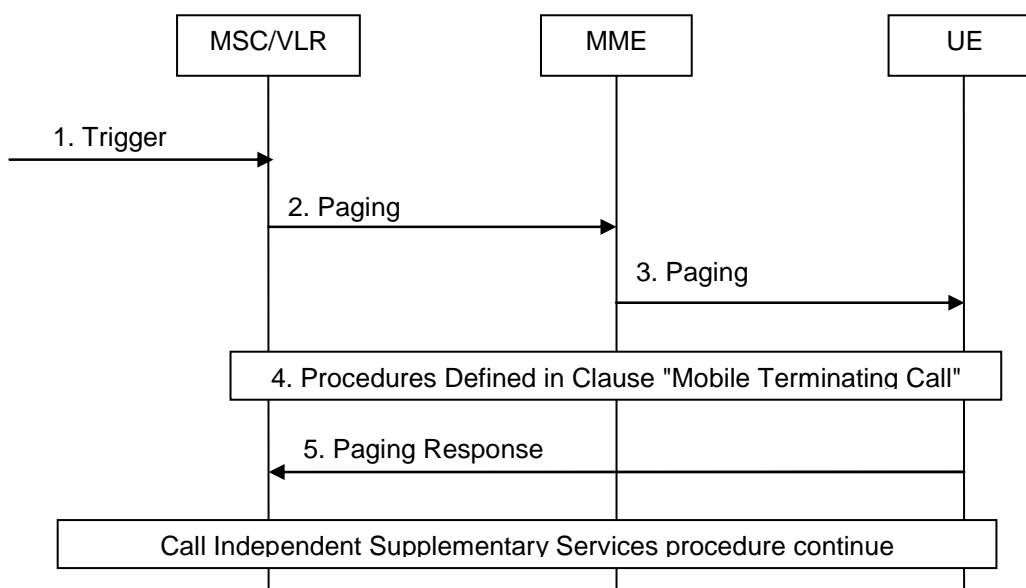 MSC/VLR
MME
UE
1. Trigger
2. Paging
3. Paging
4. Procedures Defined in Clause "Mobile Terminating Call"
5. Paging Response
Call Independent Supplementary Services procedure continue